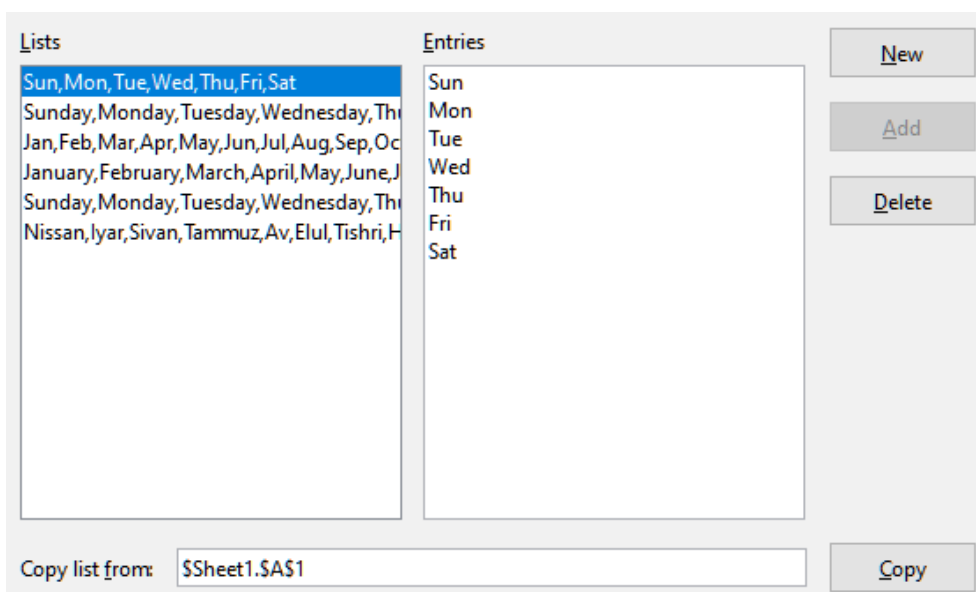 Lists
Sun,Mon,Tue,Wed,Thu,Fri,Sat
Sunday,Monday,Tuesday,Wednesday,Thu
Jan,Feb,Mar,Apr,May,Jun,Jul,Aug,Sep,Oc
January,February,March,April,May,June,J
Sunday,Monday,Tuesday,Wednesday,Thu
Nissan,Iyar,Sivan,Tammuz,Av,Elul,Tishri,H
Entries
Sun
Mon
Tue
Wed
Thu
Fri
Sat
New
Add
Delete
Copy list from: $Sheet1.$A$1
Copy